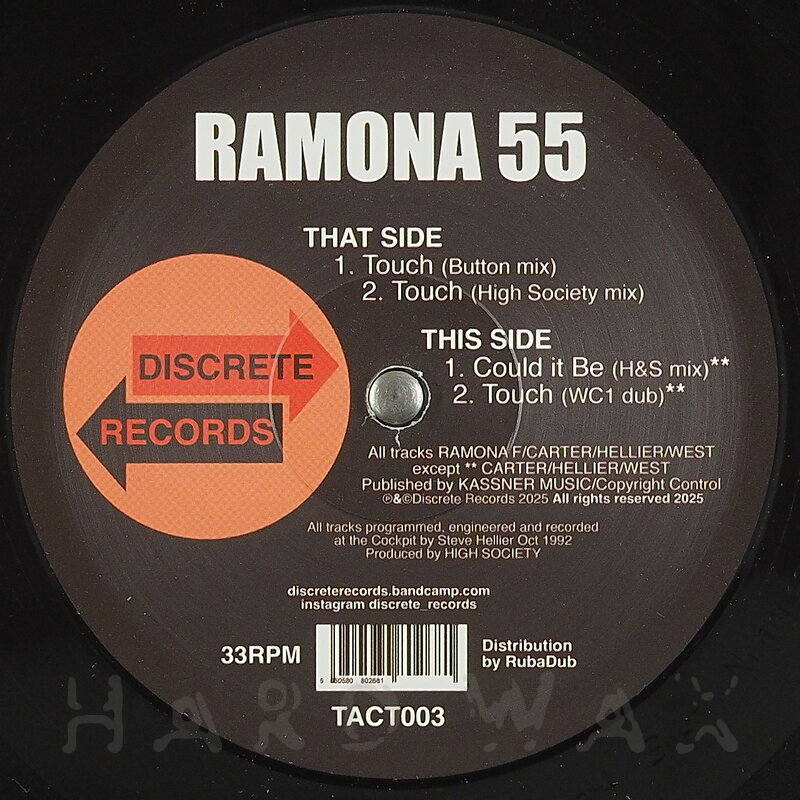 RAMONA 55
THAT SIDE
1. Touch (Button mix)
2. Touch (High Society mix)
THIS SIDE
1. Could it Be (H&S mix)**
2. Touch (WC1 dub)**
DISCRETE
RECORDS
All tracks RAMONA F/CARTER/HELLIER/WEST
except ** CARTER/HELLIER/WEST
Published by KASSNER MUSIC/Copyright Control
℗&©Discrete Records 2025 All rights reserved 2025
All tracks programmed, engineered and recorded
at the Cockpit by Steve Hellier Oct 1992
Produced by HIGH SOCIETY
discreterecords.bandcamp.com
instagram discrete_records
33RPM
Distribution
by RubaDub
TACT003
HARD WAX